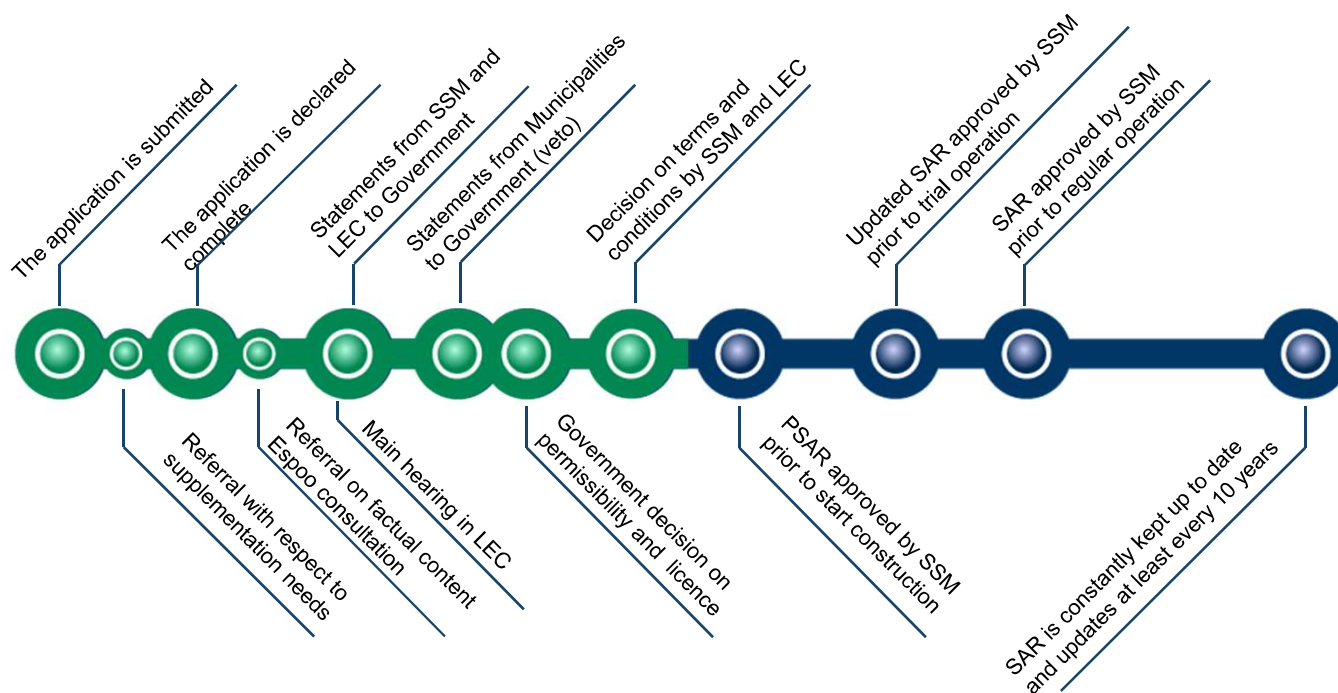 The application is submitted
The application is declared
complete
Statements from SSM and
LEC to Government
Statements from Municipalities
to Government (veto)
Decision on terms and
conditions by SSM and LEC
Updated SAR approved by SSM
prior to trial operation
SAR approved by SSM
prior to regular operation
Referral with respect to
supplementation needs
Referral on factual content
Espoo consultation
Main hearing in LEC
Government decision on
permissibility and licence
PSAR approved by SSM
prior to start construction
SAR is constantly kept up to date
and updates at least every 10 years